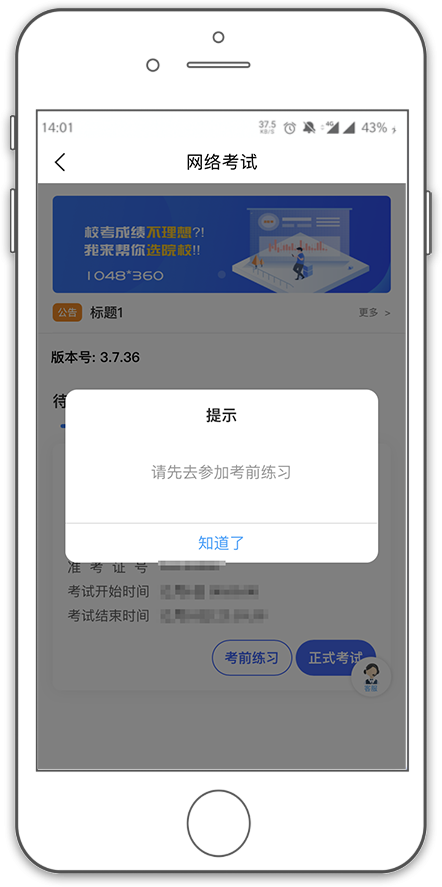 14:01
37.5
KB/S
4G
43%
网络考试
校考成绩不理想?!
我来帮你选院校!!
1048*360
公告 标题1 更多 >
版本号: 3.7.36
待
提示
请先去参加考前练习
知道了
准 考 证 号
考试开始时间
考试结束时间
考前练习 正式考试
客服